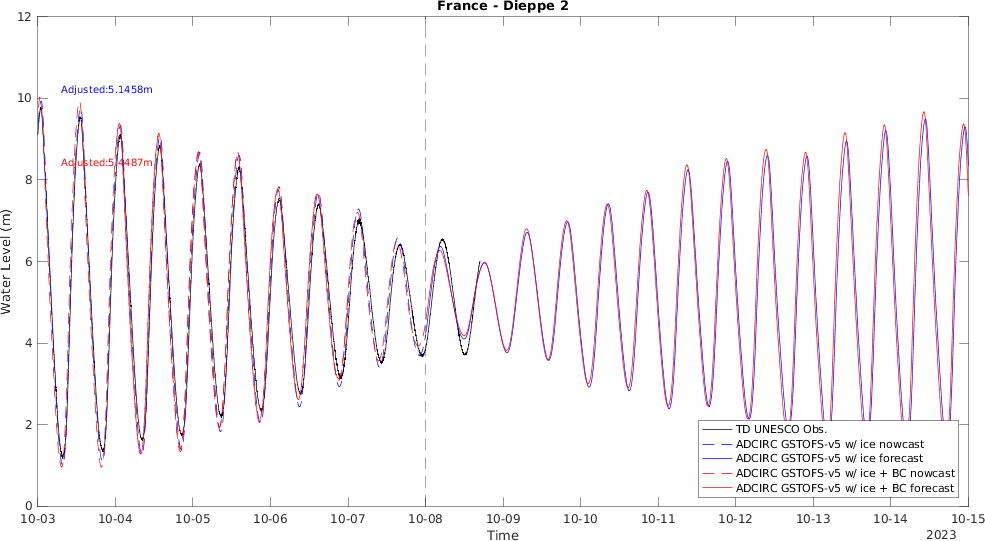 France - Dieppe 2
12
10
8
6
4
2
0
Water Level (m)
Adjusted:5.1458m
Adjusted:5.4487m
TD UNESCO Obs.
ADCIRC GSTOFS-v5 w/ ice nowcast
ADCIRC GSTOFS-v5 w/ ice forecast
ADCIRC GSTOFS-v5 w/ ice + BC nowcast
ADCIRC GSTOFS-v5 w/ ice + BC forecast
10-03 10-04 10-05 10-06 10-07 10-08 10-09 10-10 10-11 10-12 10-13 10-14 10-15
Time
2023